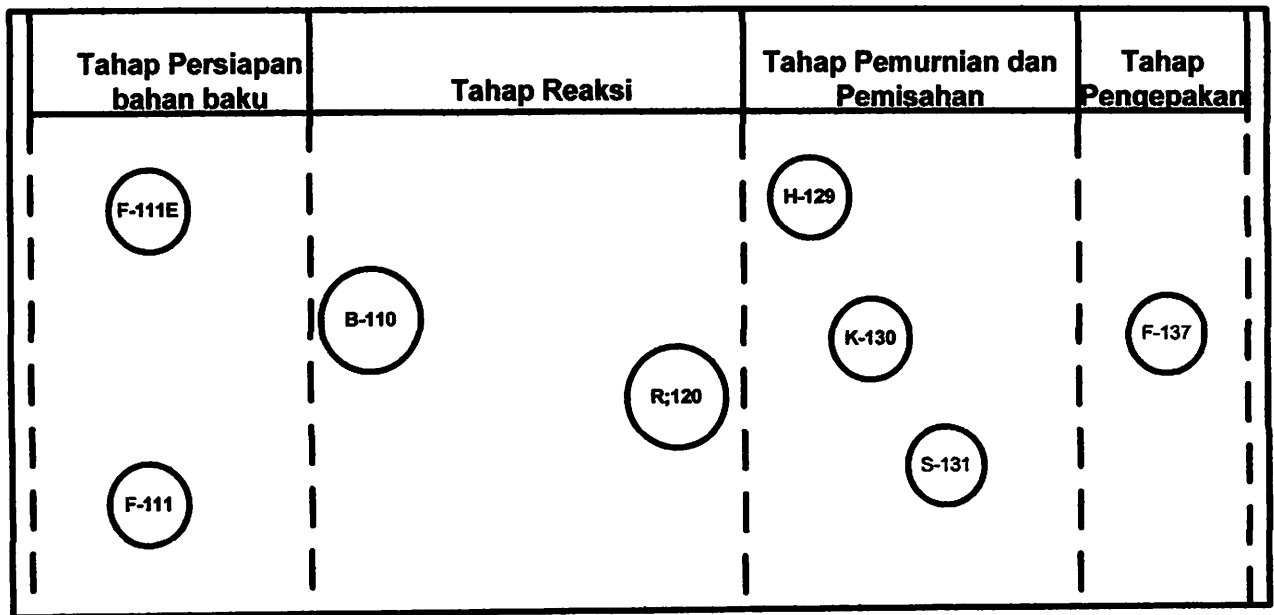 Tahap Persiapan
bahan baku
Tahap Reaksi
Tahap Pemurnian dan
Pemisahan
Tahap
Pengepakan
F-111E
F-111
B-110
R;120
H-129
K-130
S-131
F-137